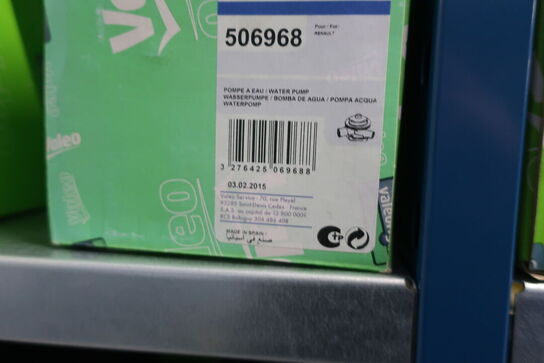 506968
Pour / For :
RENAULT
POMPE A EAU / WATER PUMP
WASSERPUMPE / BOMBA DE AGUA / POMPA ACQUA
WATERPOMP
3 276425 069688
03.02.2015
Valeo Service - 70, rue Pleyel
93285 Saint-Denis Cedex - France
S.A.S. au capital de 12 900 000€
RCS Bobigny 306 486 408
MADE IN SPAIN /
صنع في أسبانيا
Valeo
valeo